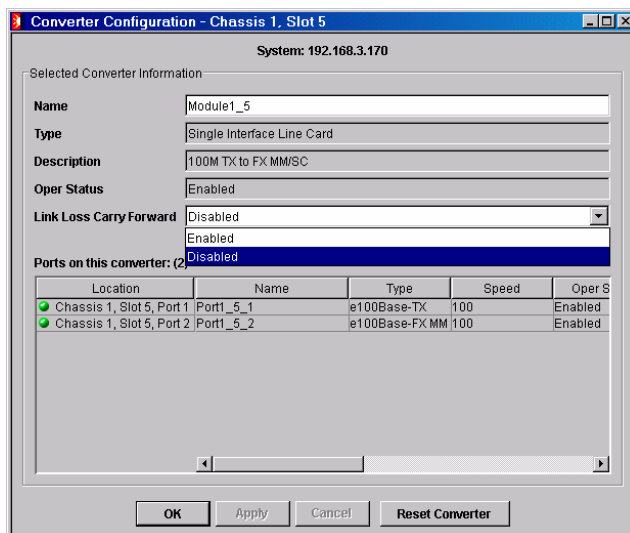 Converter Configuration - Chassis 1, Slot 5
System: 192.168.3.170
Selected Converter Information
Name Module1_5
Type Single Interface Line Card
Description 100M TX to FX MM/SC
Oper Status Enabled
Link Loss Carry Forward Disabled
Enabled
Disabled
Ports on this converter: (2)
Location Name Type Speed Oper S
Chassis 1, Slot 5, Port 1 Port1_5_1 e100Base-TX 100 Enabled
Chassis 1, Slot 5, Port 2 Port1_5_2 e100Base-FX MM 100 Enabled
OK Apply Cancel Reset Converter